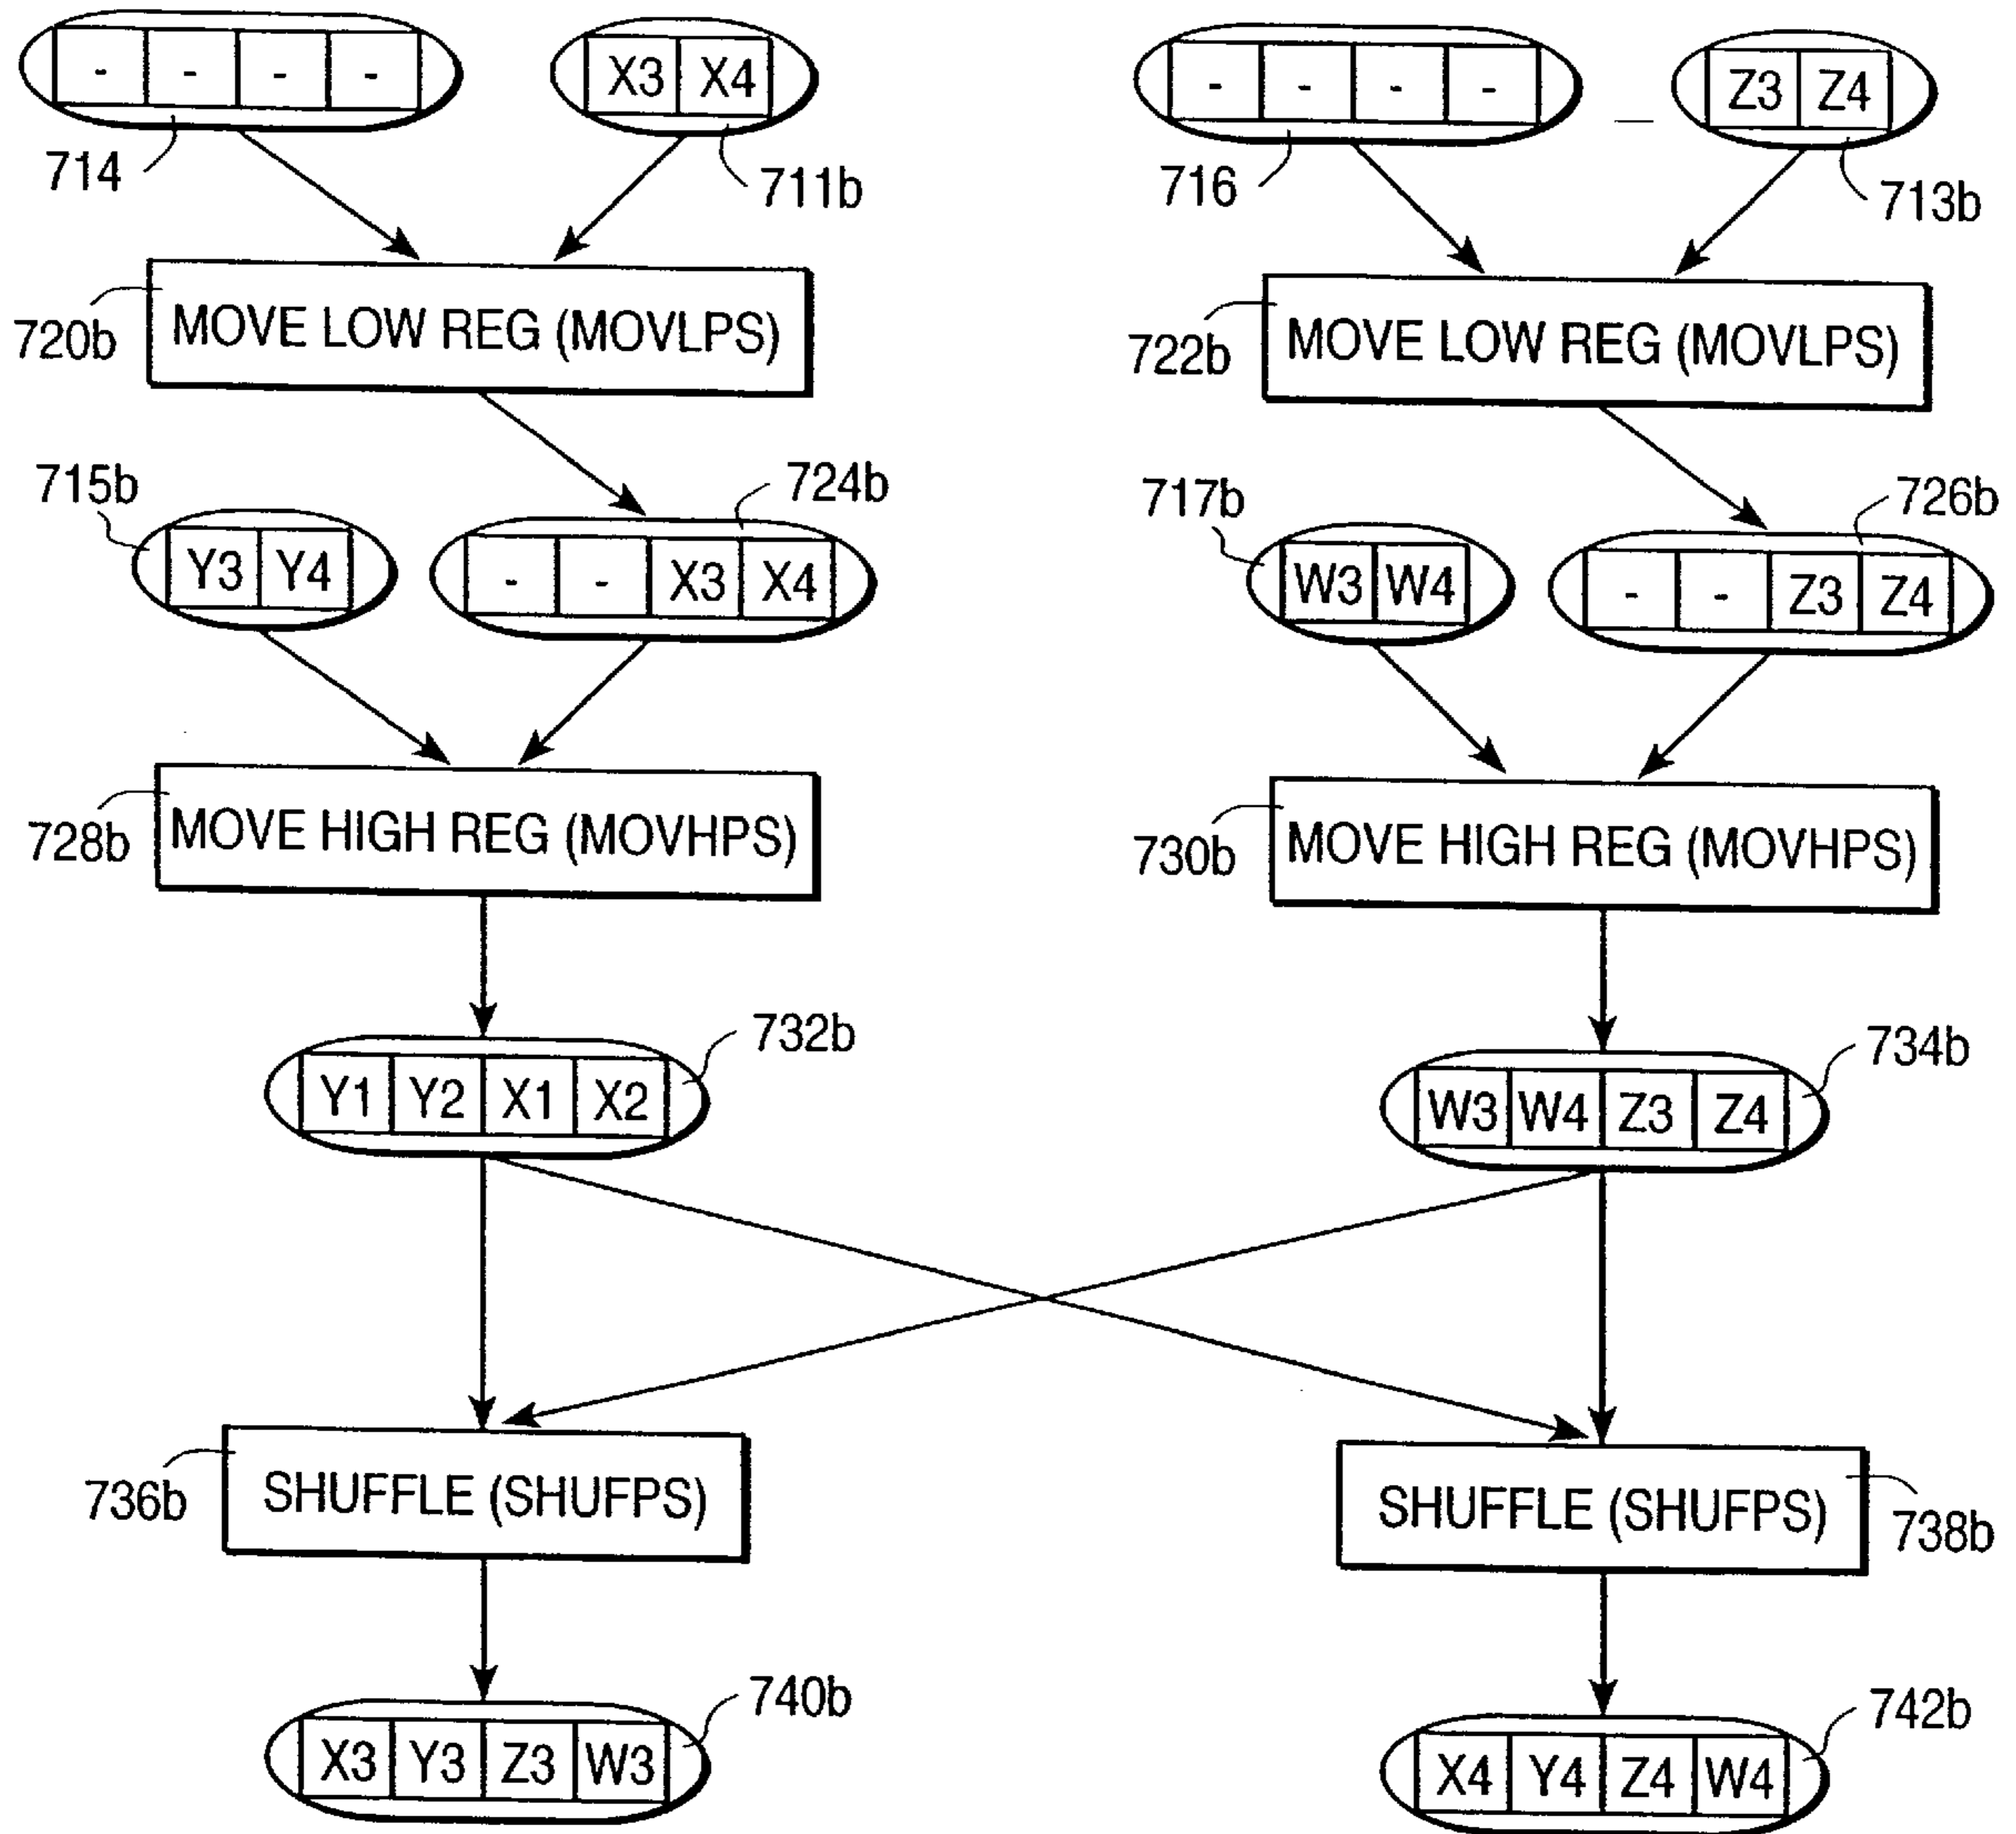 - - - -
X3 X4
- - - -
Z3 Z4
714
711b
716
713b
720b
MOVE LOW REG (MOVLPS)
722b
MOVE LOW REG (MOVLPS)
715b
724b
717b
726b
Y3 Y4
- - X3 X4
W3 W4
- - Z3 Z4
728b
MOVE HIGH REG (MOVHPS)
730b
MOVE HIGH REG (MOVHPS)
732b
734b
Y1 Y2 X1 X2
W3 W4 Z3 Z4
736b
SHUFFLE (SHUFPS)
SHUFFLE (SHUFPS)
738b
740b
742b
X3 Y3 Z3 W3
X4 Y4 Z4 W4